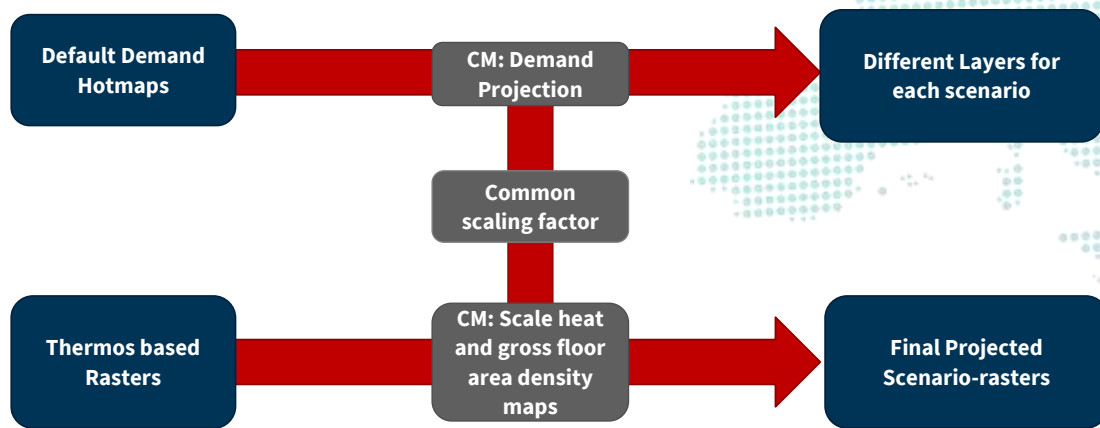 Default Demand
Hotmaps
CM: Demand
Projection
Different Layers for
each scenario
Common
scaling factor
Thermos based
Rasters
CM: Scale heat
and gross floor
area density
maps
Final Projected
Scenario-rasters